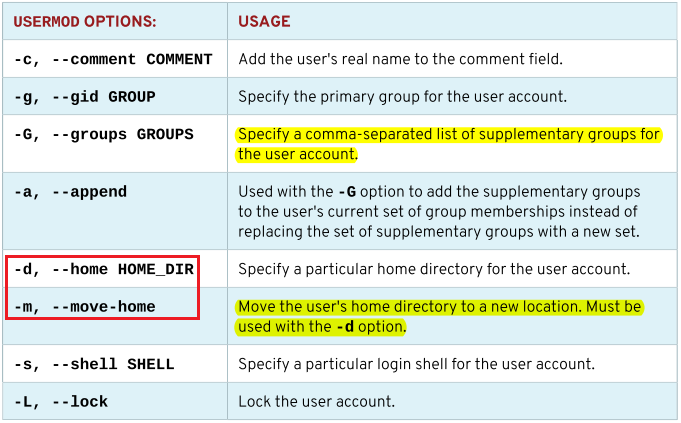 USERMOD OPTIONS: USAGE
-c, --comment COMMENT Add the user's real name to the comment field.
-g, --gid GROUP Specify the primary group for the user account.
-G, --groups GROUPS Specify a comma-separated list of supplementary groups for
the user account.
-a, --append Used with the -G option to add the supplementary groups
to the user's current set of group memberships instead of
replacing the set of supplementary groups with a new set.
-d, --home HOME_DIR Specify a particular home directory for the user account.
-m, --move-home Move the user's home directory to a new location. Must be
used with the -d option.
-s, --shell SHELL Specify a particular login shell for the user account.
-L, --lock Lock the user account.